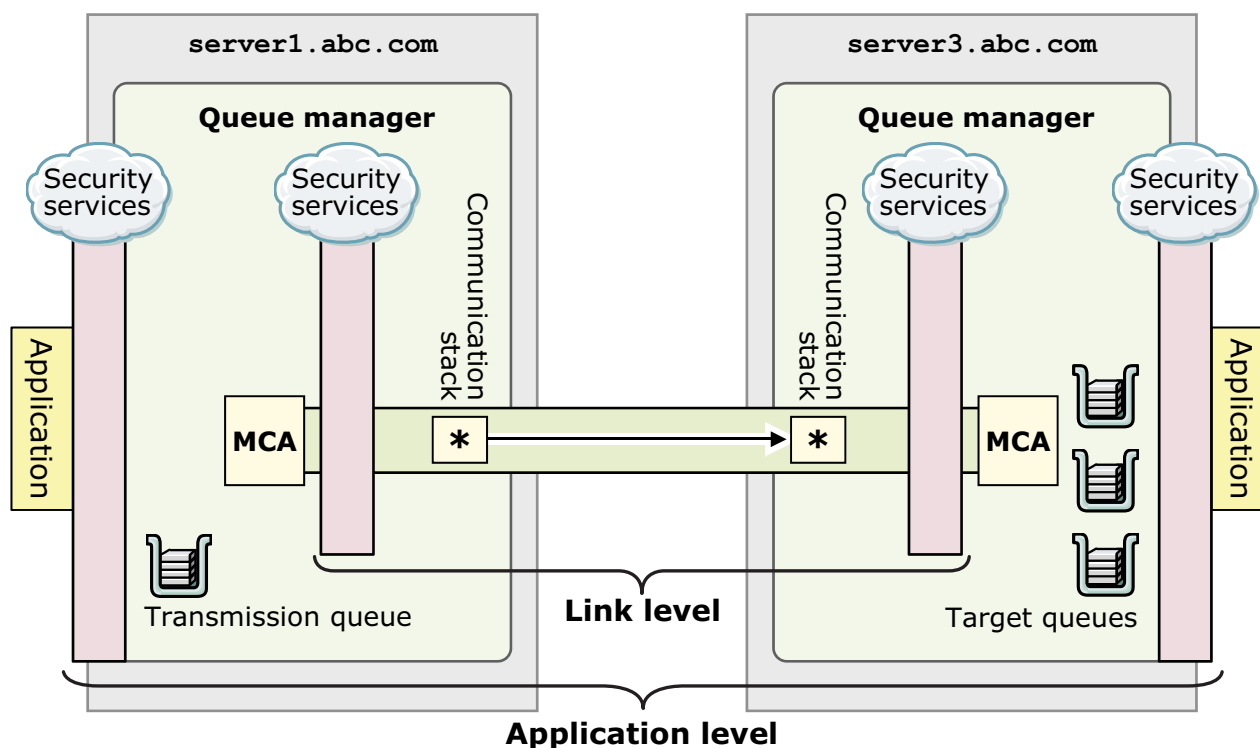 server1.abc.com
server3.abc.com
Queue manager
Queue manager
Security
services
Security
services
Security
services
Security
services
Communication
stack
Communication
stack
Application
Application
MCA
*
*
MCA
Transmission queue
Link level
Target queues
Application level